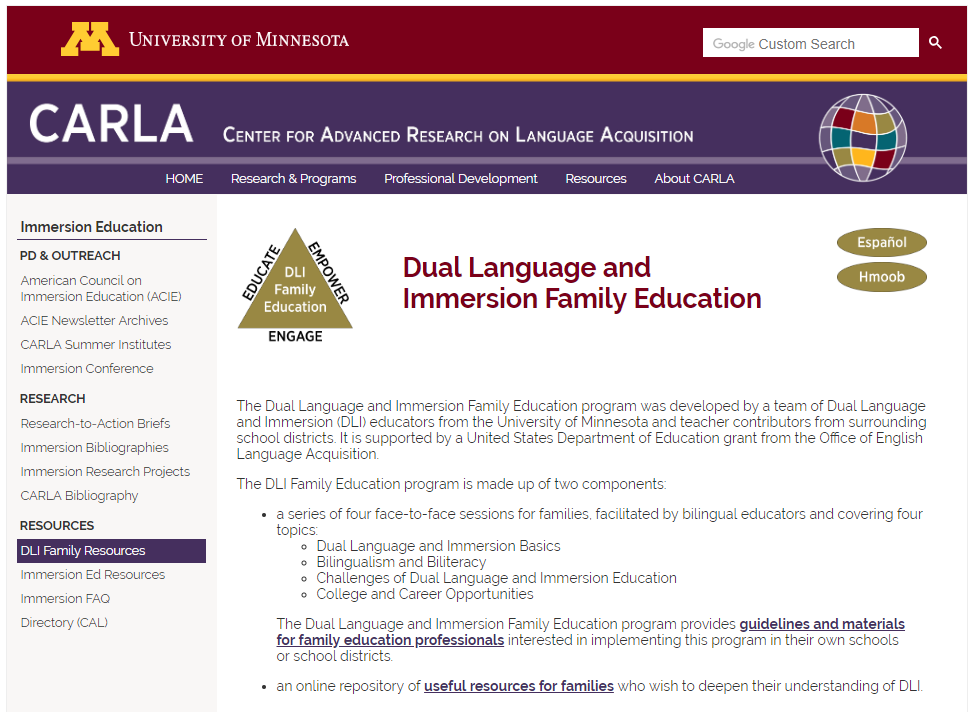 UNIVERSITY OF MINNESOTA
Google Custom Search
CARLA
CENTER FOR ADVANCED RESEARCH ON LANGUAGE ACQUISITION
HOME Research & Programs Professional Development Resources About CARLA
Immersion Education
PD & OUTREACH
American Council on
Immersion Education (ACIE)
ACIE Newsletter Archives
CARLA Summer Institutes
Immersion Conference
RESEARCH
Research-to-Action Briefs
Immersion Bibliographies
Immersion Research Projects
CARLA Bibliography
RESOURCES
DLI Family Resources
Immersion Ed Resources
Immersion FAQ
Directory (CAL)
EDUCATE
EMPOWER
DLI
Family
Education
ENGAGE
Dual Language and
Immersion Family Education
Español
Hmoob
The Dual Language and Immersion Family Education program was developed by a team of Dual Language
and Immersion (DLI) educators from the University of Minnesota and teacher contributors from surrounding
school districts. It is supported by a United States Department of Education grant from the Office of English
Language Acquisition.
The DLI Family Education program is made up of two components:
• a series of four face-to-face sessions for families, facilitated by bilingual educators and covering four
topics:
◦ Dual Language and Immersion Basics
◦ Bilingualism and Biliteracy
◦ Challenges of Dual Language and Immersion Education
◦ College and Career Opportunities
The Dual Language and Immersion Family Education program provides guidelines and materials
for family education professionals interested in implementing this program in their own schools
or school districts.
• an online repository of useful resources for families who wish to deepen their understanding of DLI.